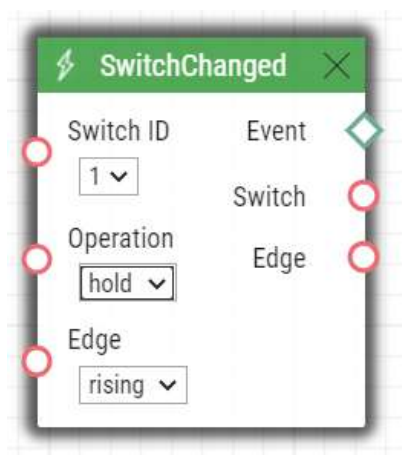 SwitchChanged
Switch ID Event
1
Switch
Operation
Edge
hold
Edge
rising